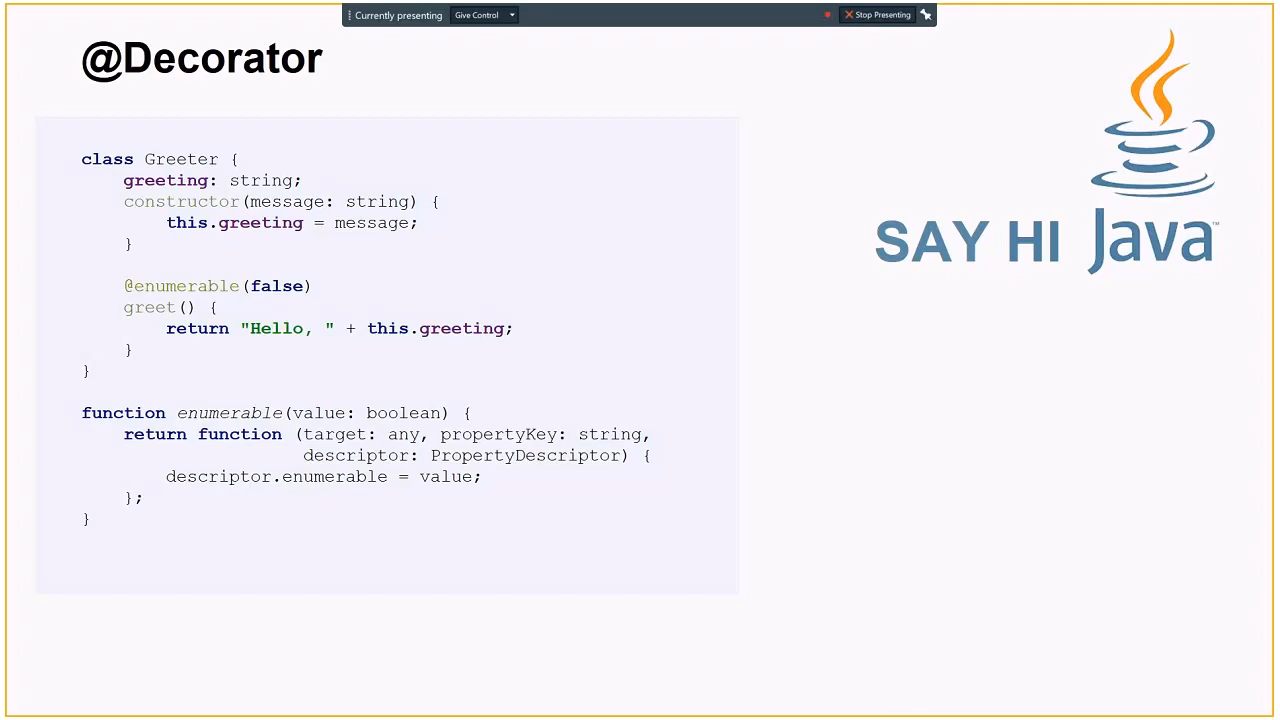 Currently presenting Give Control Stop Presenting
@Decorator
class Greeter {
    greeting: string;
    constructor(message: string) {
        this.greeting = message;
    }

    @enumerable(false)
    greet() {
        return "Hello, " + this.greeting;
    }
}

function enumerable(value: boolean) {
    return function (target: any, propertyKey: string,
                     descriptor: PropertyDescriptor) {
        descriptor.enumerable = value;
    };
}
SAY HI Java™